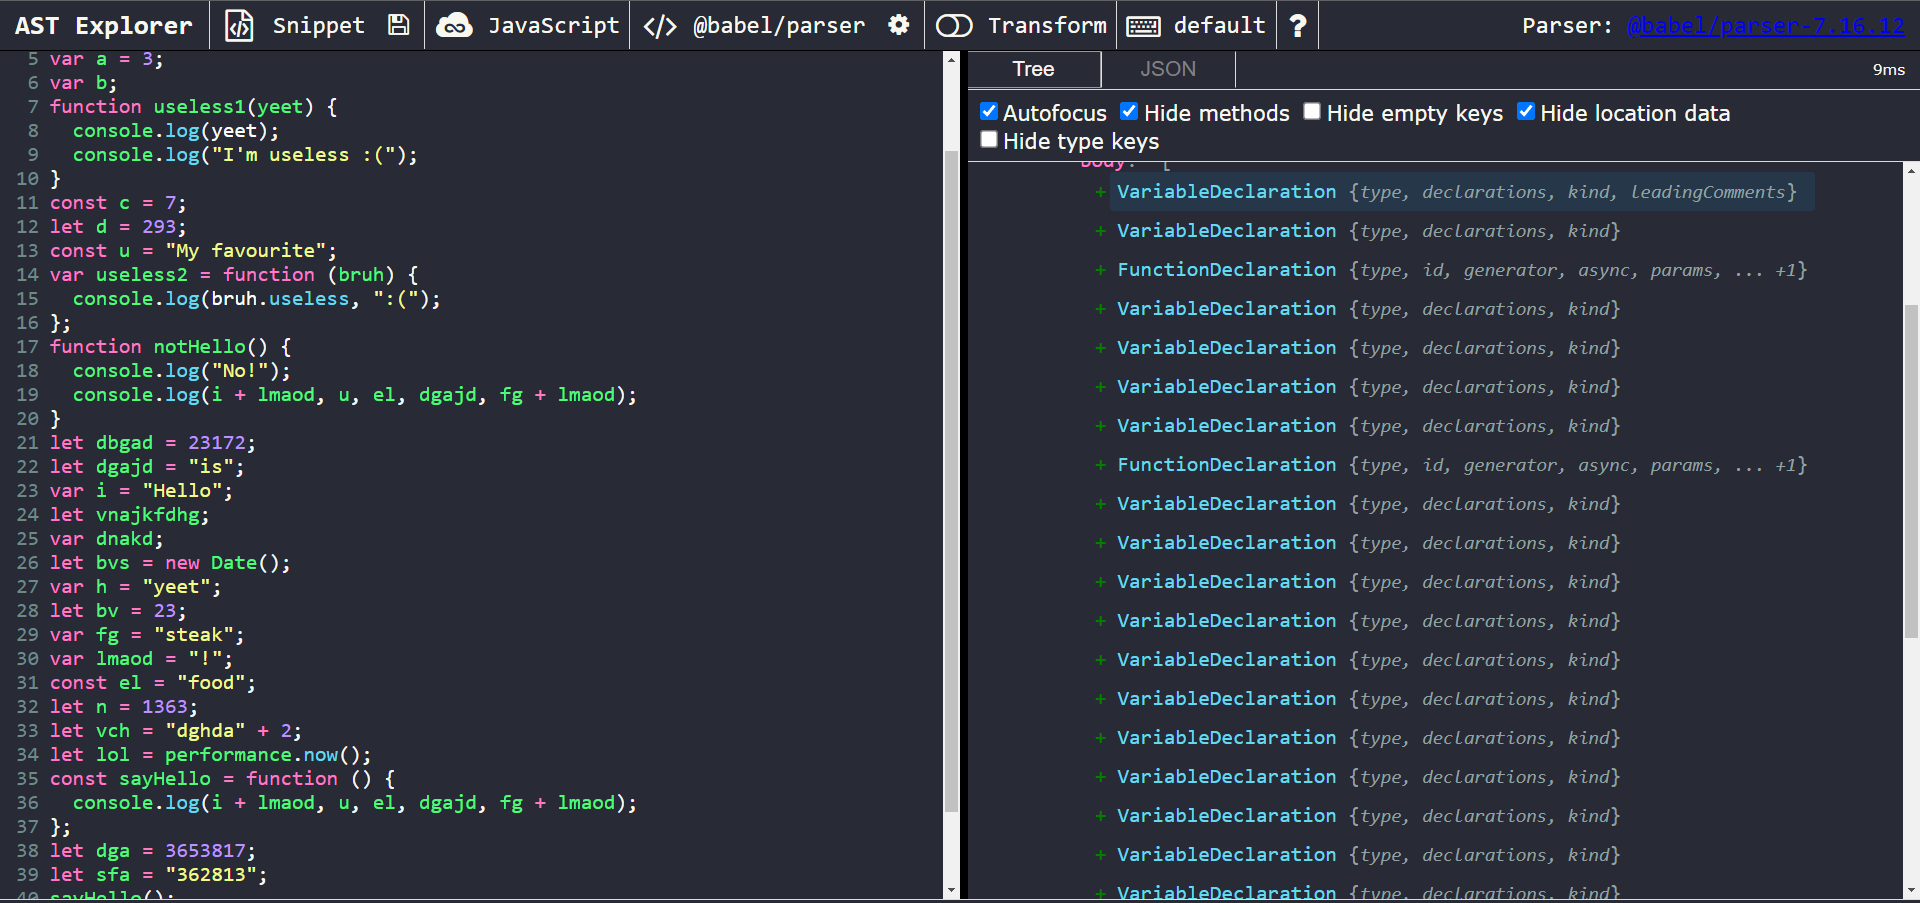 AST Explorer Snippet JavaScript </> @babel/parser Transform default ? Parser: @babel/parser-7.16.12
5 var a = 3;
6 var b;
7 function useless1(yeet) {
8 console.log(yeet);
9 console.log("I'm useless :(");
10 }
11 const c = 7;
12 let d = 293;
13 const u = "My favourite";
14 var useless2 = function (bruh) {
15 console.log(bruh.useless, ":(");
16 };
17 function notHello() {
18 console.log("No!");
19 console.log(i + lmaod, u, el, dgajd, fg + lmaod);
20 }
21 let dbgad = 23172;
22 let dgajd = "is";
23 var i = "Hello";
24 let vnajkfdhg;
25 var dnakd;
26 let bvs = new Date();
27 var h = "yeet";
28 let bv = 23;
29 var fg = "steak";
30 var lmaod = "!";
31 const el = "food";
32 let n = 1363;
33 let vch = "dghda" + 2;
34 let lol = performance.now();
35 const sayHello = function () {
36 console.log(i + lmaod, u, el, dgajd, fg + lmaod);
37 };
38 let dga = 3653817;
39 let sfa = "362813";
40 sayHello();
Tree JSON 9ms
Autofocus Hide methods Hide empty keys Hide location data
Hide type keys
body: [
+ VariableDeclaration {type, declarations, kind, leadingComments}
+ VariableDeclaration {type, declarations, kind}
+ FunctionDeclaration {type, id, generator, async, params, ... +1}
+ VariableDeclaration {type, declarations, kind}
+ VariableDeclaration {type, declarations, kind}
+ VariableDeclaration {type, declarations, kind}
+ VariableDeclaration {type, declarations, kind}
+ FunctionDeclaration {type, id, generator, async, params, ... +1}
+ VariableDeclaration {type, declarations, kind}
+ VariableDeclaration {type, declarations, kind}
+ VariableDeclaration {type, declarations, kind}
+ VariableDeclaration {type, declarations, kind}
+ VariableDeclaration {type, declarations, kind}
+ VariableDeclaration {type, declarations, kind}
+ VariableDeclaration {type, declarations, kind}
+ VariableDeclaration {type, declarations, kind}
+ VariableDeclaration {type, declarations, kind}
+ VariableDeclaration {type, declarations, kind}
+ VariableDeclaration {type, declarations, kind}